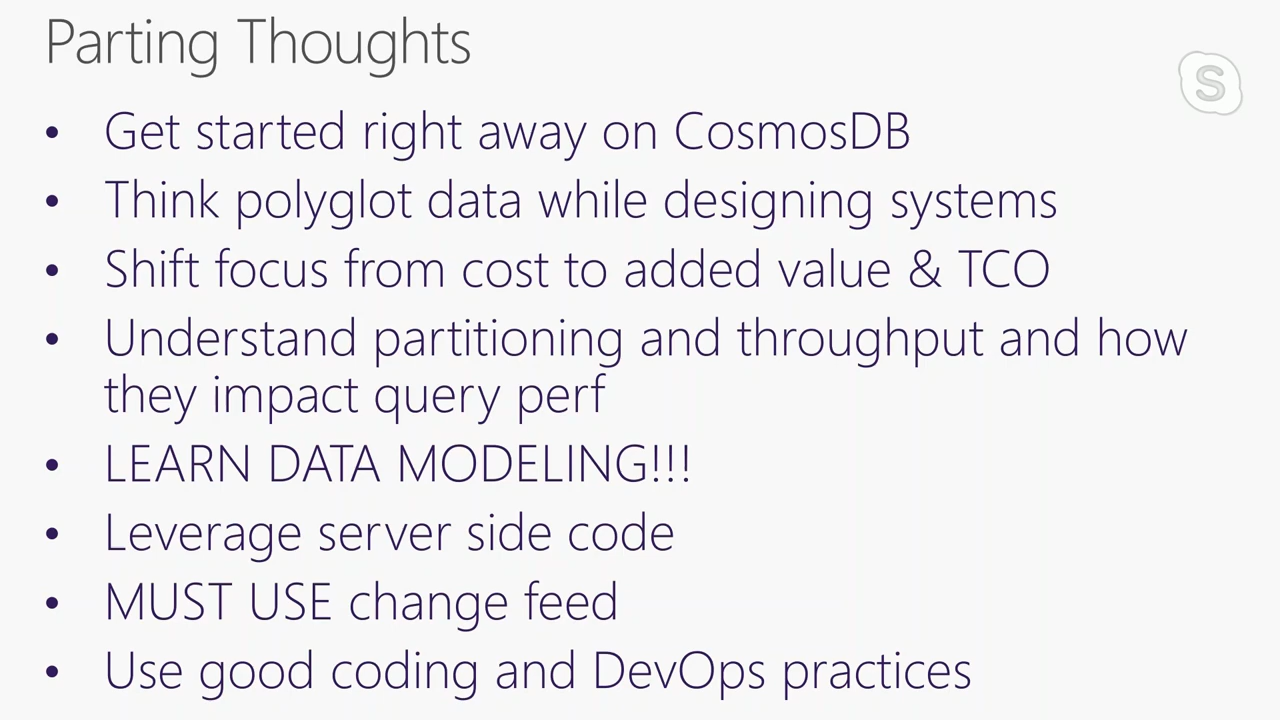 Parting Thoughts
S
• Get started right away on CosmosDB
• Think polyglot data while designing systems
• Shift focus from cost to added value & TCO
• Understand partitioning and throughput and how
they impact query perf
• LEARN DATA MODELING!!!
• Leverage server side code
• MUST USE change feed
• Use good coding and DevOps practices